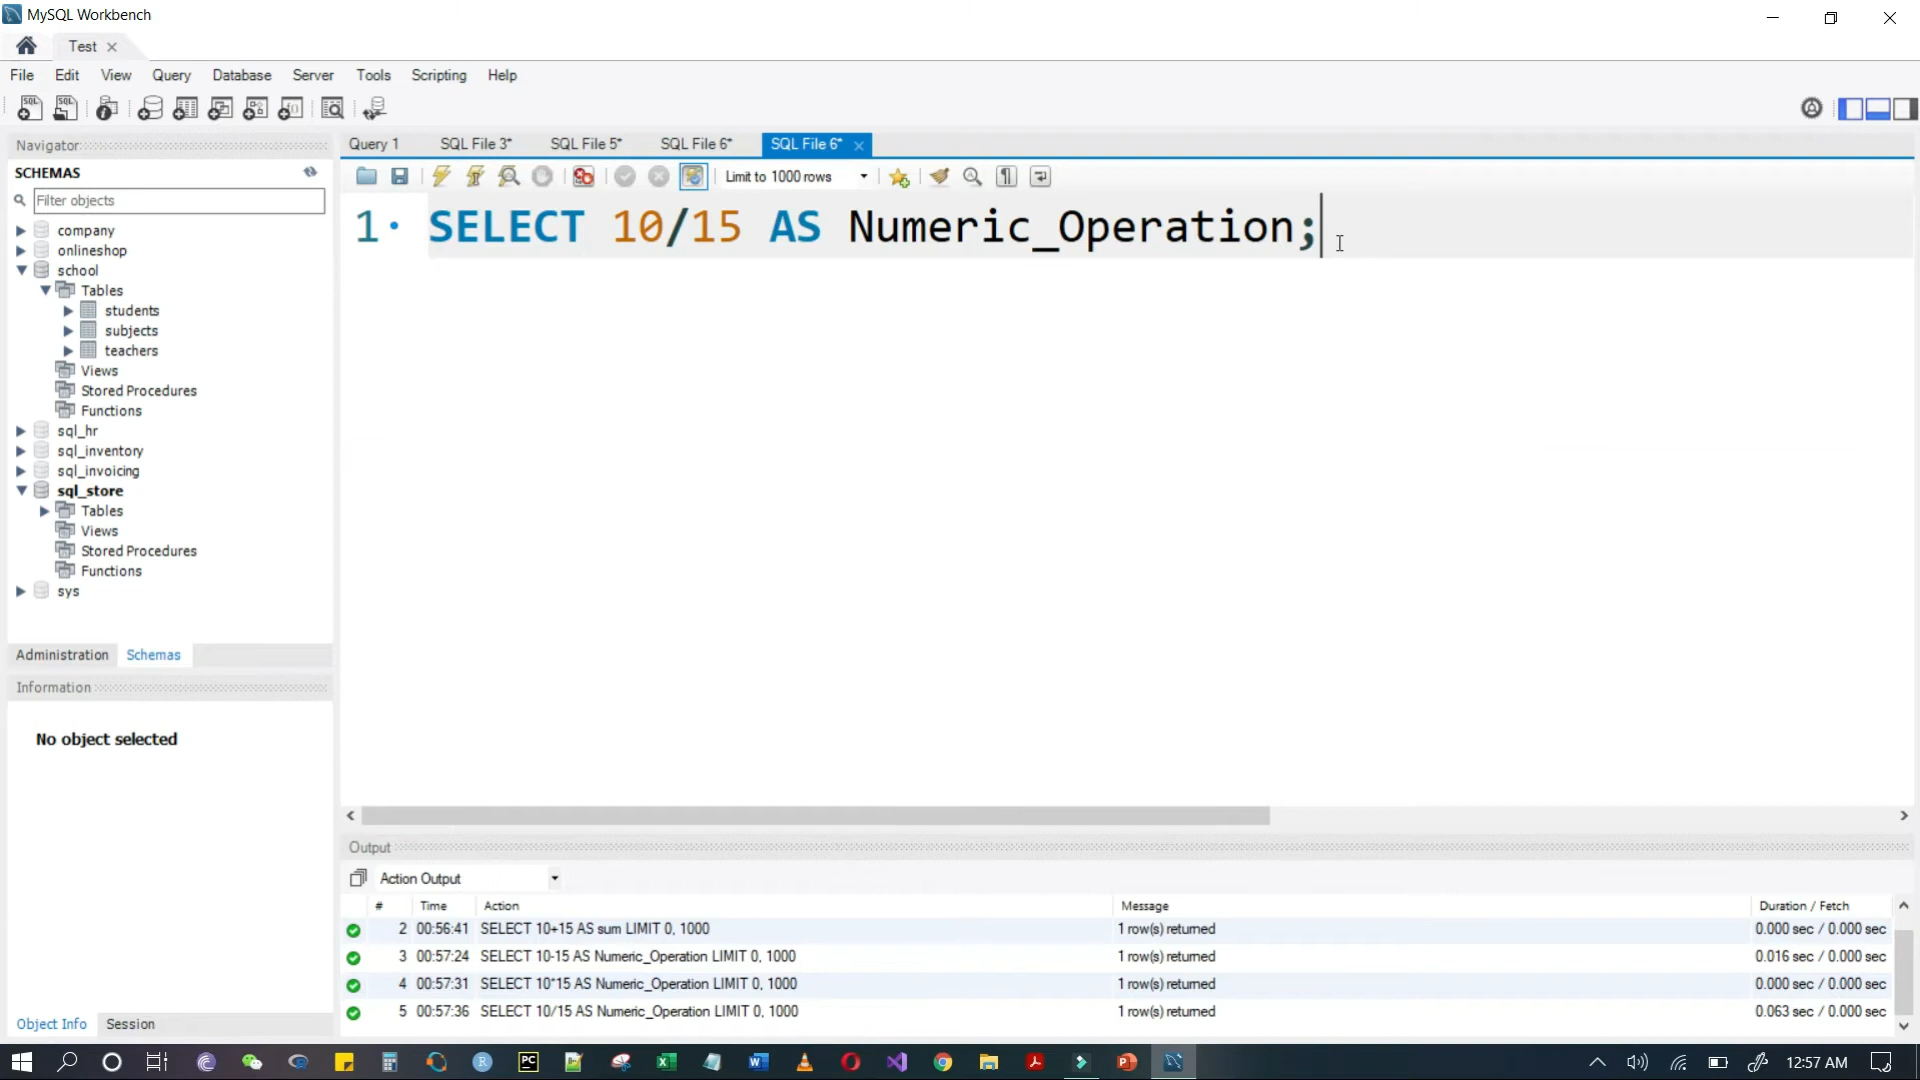 MySQL Workbench
Test
File Edit View Query Database Server Tools Scripting Help
Navigator
SCHEMAS
Filter objects
company
onlineshop
school
Tables
students
subjects
teachers
Views
Stored Procedures
Functions
sql_hr
sql_inventory
sql_invoicing
sql_store
Tables
Views
Stored Procedures
Functions
sys
Administration Schemas
Information
No object selected
Object Info Session
Query 1 SQL File 3* SQL File 5* SQL File 6* SQL File 6*
Limit to 1000 rows
1 SELECT 10/15 AS Numeric_Operation;
Output
Action Output
# Time Action Message Duration / Fetch
2 00:56:41 SELECT 10+15 AS sum LIMIT 0, 1000 1 row(s) returned 0.000 sec / 0.000 sec
3 00:57:24 SELECT 10-15 AS Numeric_Operation LIMIT 0, 1000 1 row(s) returned 0.016 sec / 0.000 sec
4 00:57:31 SELECT 10*15 AS Numeric_Operation LIMIT 0, 1000 1 row(s) returned 0.000 sec / 0.000 sec
5 00:57:36 SELECT 10/15 AS Numeric_Operation LIMIT 0, 1000 1 row(s) returned 0.063 sec / 0.000 sec
12:57 AM